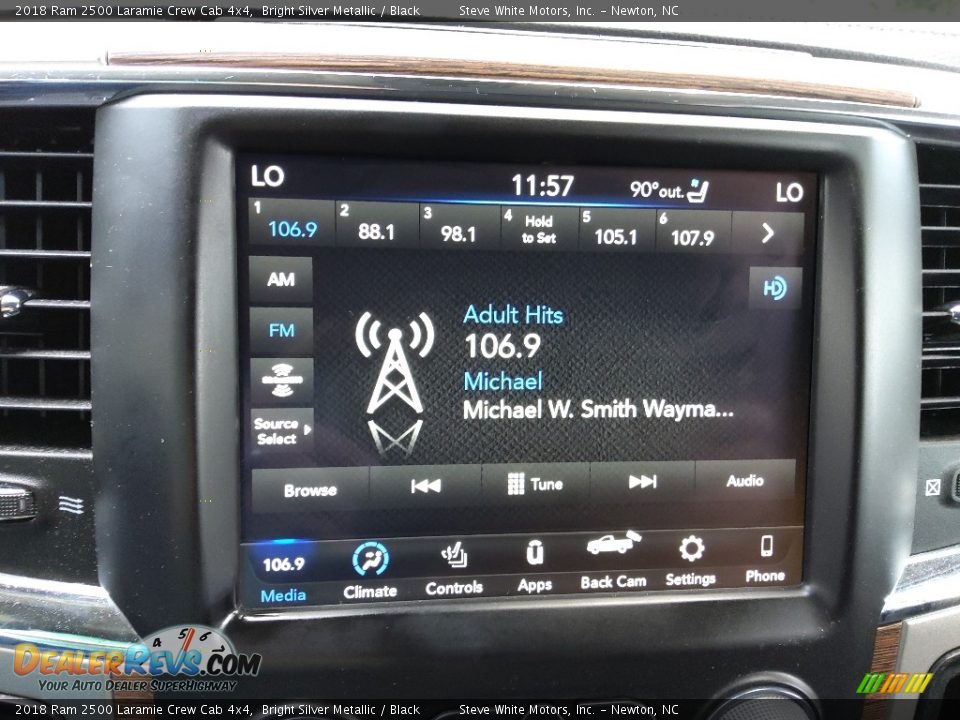 2018 Ram 2500 Laramie Crew Cab 4x4, Bright Silver Metallic / Black Steve White Motors, Inc. – Newton, NC
LO 11:57 90°out. LO
1 106.9 2 88.1 3 98.1 4 Hold to Set 5 105.1 6 107.9
AM HD
FM
Source Select
Adult Hits
106.9
Michael
Michael W. Smith Wayma...
Browse Tune Audio
106.9
Media Climate Controls Apps Back Cam Settings Phone
4 5 6
DealerRevs.com
Your Auto Dealer SuperHighway
2018 Ram 2500 Laramie Crew Cab 4x4, Bright Silver Metallic / Black Steve White Motors, Inc. – Newton, NC